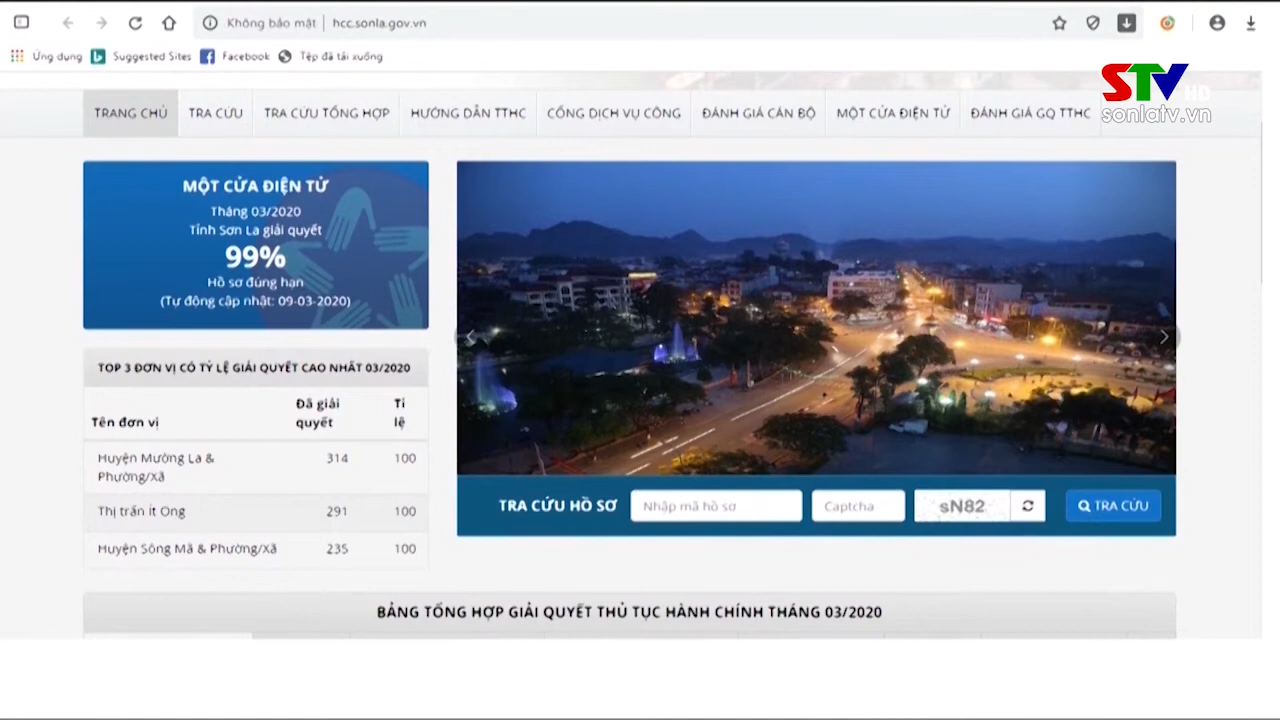 Không bảo mật | hcc.sonla.gov.vn
Ứng dụng Suggested Sites Facebook Tệp đã tải xuống
STV HD
sonlatv.vn
TRANG CHỦ TRA CỨU TRA CỨU TỔNG HỢP HƯỚNG DẪN TTHC CỔNG DỊCH VỤ CÔNG ĐÁNH GIÁ CÁN BỘ MỘT CỬA ĐIỆN TỬ ĐÁNH GIÁ GQ TTHC
MỘT CỬA ĐIỆN TỬ
Tháng 03/2020
Tỉnh Sơn La giải quyết
99%
Hồ sơ đúng hạn
(Tự động cập nhật: 09-03-2020)
TOP 3 ĐƠN VỊ CÓ TỶ LỆ GIẢI QUYẾT CAO NHẤT 03/2020
Tên đơn vị Đã giải quyết Tỉ lệ
Huyện Mường La & Phường/Xã 314 100
Thị trấn Ít Ong 291 100
Huyện Sông Mã & Phường/Xã 235 100
TRA CỨU HỒ SƠ Nhập mã hồ sơ Captcha sN82 TRA CỨU
BẢNG TỔNG HỢP GIẢI QUYẾT THỦ TỤC HÀNH CHÍNH THÁNG 03/2020